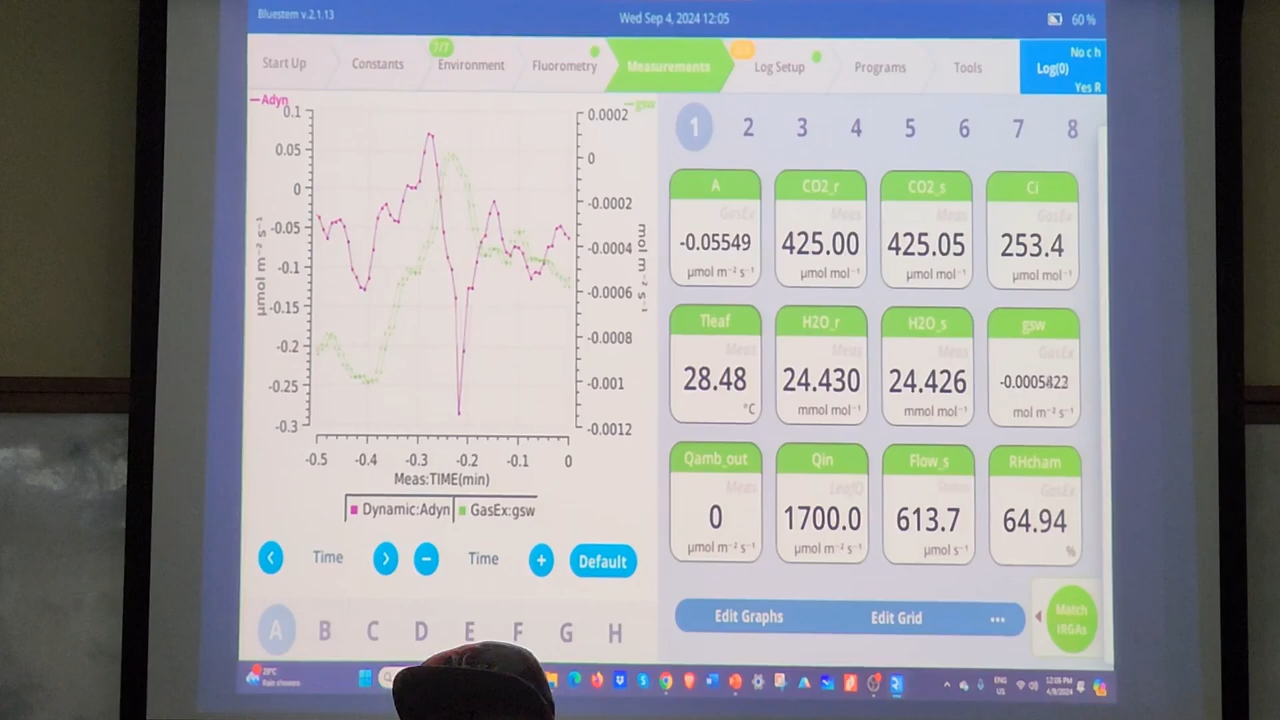 Bluestem v.2.1.13
Wed Sep 4, 2024 12:05
60 %
Start Up
Constants
7/7
Environment
Fluorometry
Measurements
Log Setup
Programs
Tools
No c h
Log(0)
Yes R
Adyn
gsw
0.1
0.05
0
-0.05
-0.1
-0.15
-0.2
-0.25
-0.3
µmol m⁻² s⁻¹
0.0002
0
-0.0002
-0.0004
-0.0006
-0.0008
-0.001
-0.0012
mol m⁻² s⁻¹
-0.5 -0.4 -0.3 -0.2 -0.1 0
Meas:TIME(min)
Dynamic:Adyn GasEx:gsw
Time
Time
Default
A B C D E F G H
1 2 3 4 5 6 7 8
A
GasEx
-0.05549
µmol m⁻² s⁻¹
CO2_r
Meas
425.00
µmol mol⁻¹
CO2_s
Meas
425.05
µmol mol⁻¹
Ci
GasEx
253.4
µmol mol⁻¹
Tleaf
Meas
28.48
°C
H2O_r
Meas
24.430
mmol mol⁻¹
H2O_s
Meas
24.426
mmol mol⁻¹
gsw
GasEx
mol m⁻² s⁻¹
Qamb_out
Meas
0
µmol m⁻² s⁻¹
Qin
LeafQ
1700.0
µmol m⁻² s⁻¹
Flow_s
Status
613.7
µmol s⁻¹
RHcham
GasEx
64.94
%
Edit Graphs
Edit Grid
...
Match
IRGAs
Rain showers
ENG
US
4/9/2024